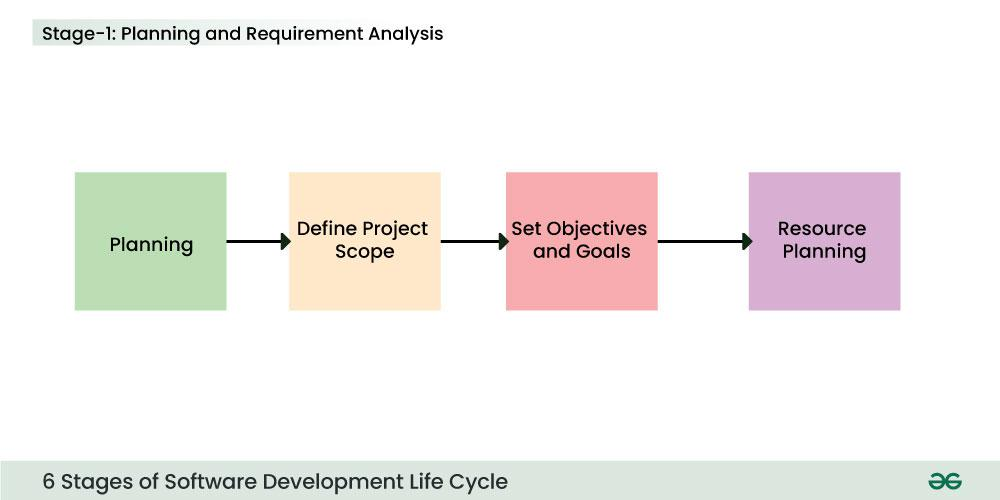 Stage-1: Planning and Requirement Analysis
Planning
Define Project
Scope
Set Objectives
and Goals
Resource
Planning
6 Stages of Software Development Life Cycle